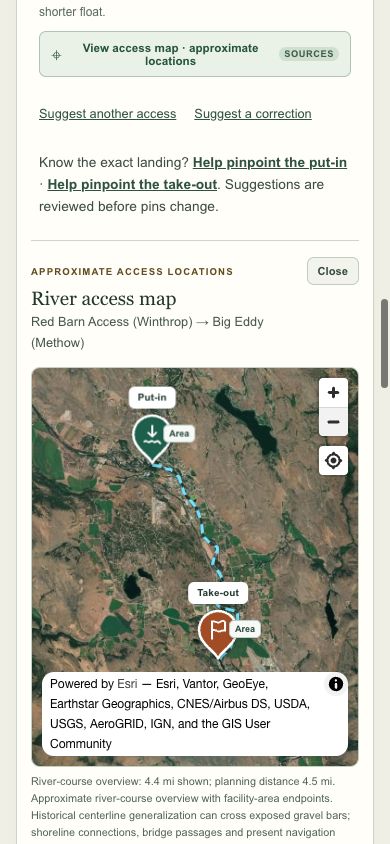 shorter float.
View access map · approximate
locations
SOURCES
Suggest another access Suggest a correction
Know the exact landing? Help pinpoint the put-in
· Help pinpoint the take-out. Suggestions are
reviewed before pins change.
APPROXIMATE ACCESS LOCATIONS
Close
River access map
Red Barn Access (Winthrop) → Big Eddy
(Methow)
Put-in
Area
Take-out
Area
Powered by Esri — Esri, Vantor, GeoEye,
Earthstar Geographics, CNES/Airbus DS, USDA,
USGS, AeroGRID, IGN, and the GIS User
Community
River-course overview: 4.4 mi shown; planning distance 4.5 mi.
Approximate river-course overview with facility-area endpoints.
Historical centerline generalization can cross exposed gravel bars;
shoreline connections, bridge passages and present navigation